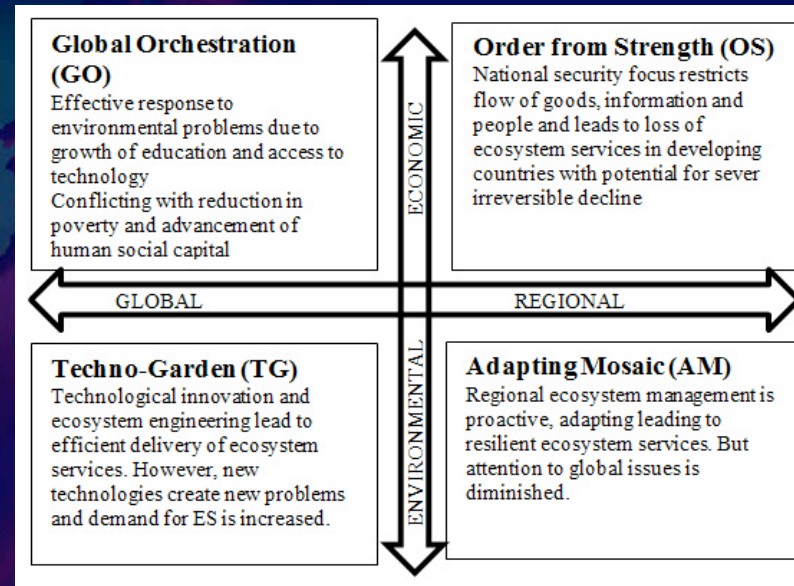 Global Orchestration
(GO)
Effective response to
environmental problems due to
growth of education and access to
technology
Conflicting with reduction in
poverty and advancement of
human social capital
ECONOMIC
Order from Strength (OS)
National security focus restricts
flow of goods, information and
people and leads to loss of
ecosystem services in developing
countries with potential for sever
irreversible decline
GLOBAL
REGIONAL
Techno-Garden (TG)
Technological innovation and
ecosystem engineering lead to
efficient delivery of ecosystem
services. However, new
technologies create new problems
and demand for ES is increased.
ENVIRONMENTAL
Adapting Mosaic (AM)
Regional ecosystem management is
proactive, adapting leading to
resilient ecosystem services. But
attention to global issues is
diminished.